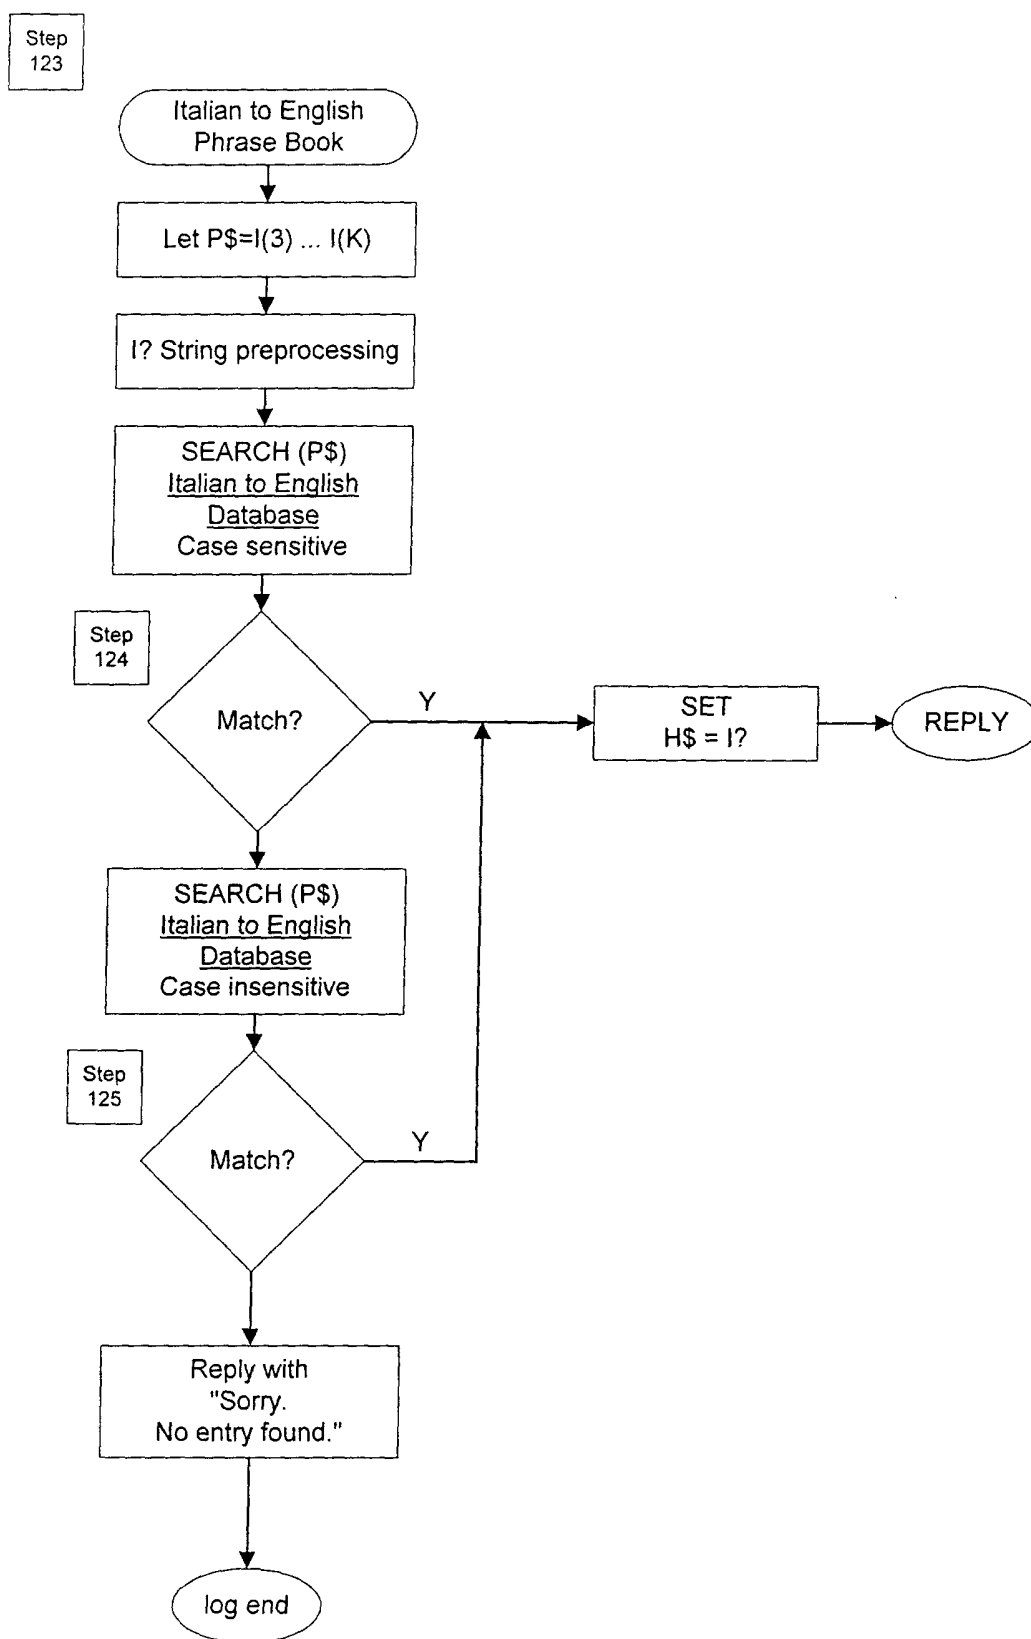 Step
123
Italian to English
Phrase Book
Let P$=I(3) ... I(K)
I? String preprocessing
SEARCH (P$)
Italian to English
Database
Case sensitive
Step
124
Match?
Y
SET
H$ = I?
REPLY
SEARCH (P$)
Italian to English
Database
Case insensitive
Step
125
Match?
Y
Reply with
"Sorry.
No entry found."
log end